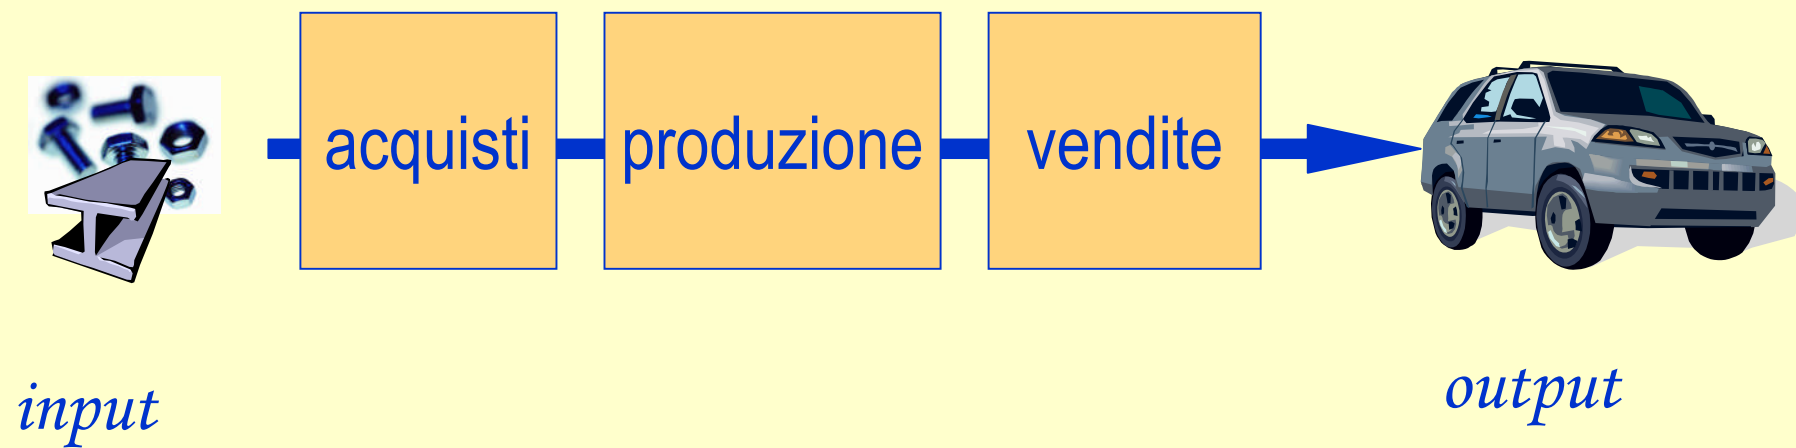 acquisti
produzione
vendite
input
output